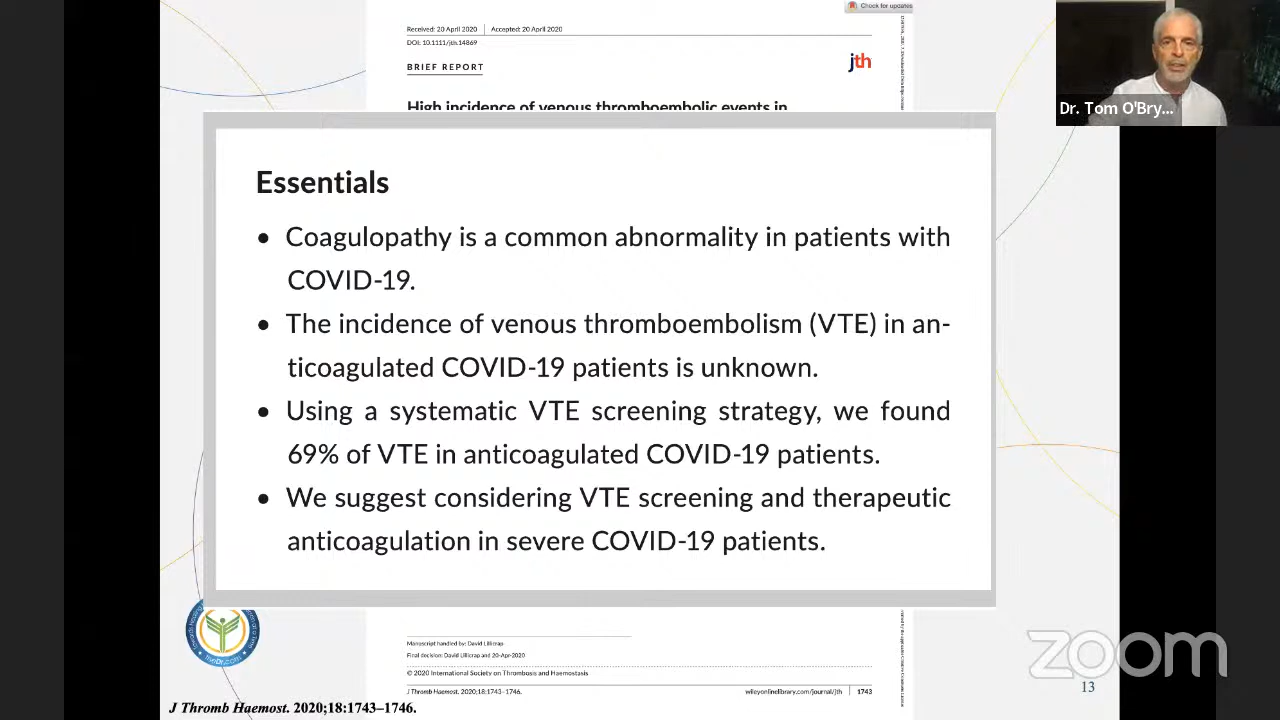 Check for updates
Received: 20 April 2020 | Accepted: 20 April 2020
DOI: 10.1111/jth.14869
BRIEF REPORT
jth
High incidence of venous thromboembolic events in
Dr. Tom O'Bry...
Essentials
• Coagulopathy is a common abnormality in patients with
COVID-19.
• The incidence of venous thromboembolism (VTE) in an-
ticoagulated COVID-19 patients is unknown.
• Using a systematic VTE screening strategy, we found
69% of VTE in anticoagulated COVID-19 patients.
• We suggest considering VTE screening and therapeutic
anticoagulation in severe COVID-19 patients.
Manuscript handled by: David Lillicrap
Final decision: David Lillicrap and 20-Apr-2020
© 2020 International Society on Thrombosis and Haemostasis
J Thromb Haemost. 2020;18:1743–1746.
wileyonlinelibrary.com/journal/jth | 1743
theDr.com
J Thromb Haemost. 2020;18:1743–1746.
zoom
13